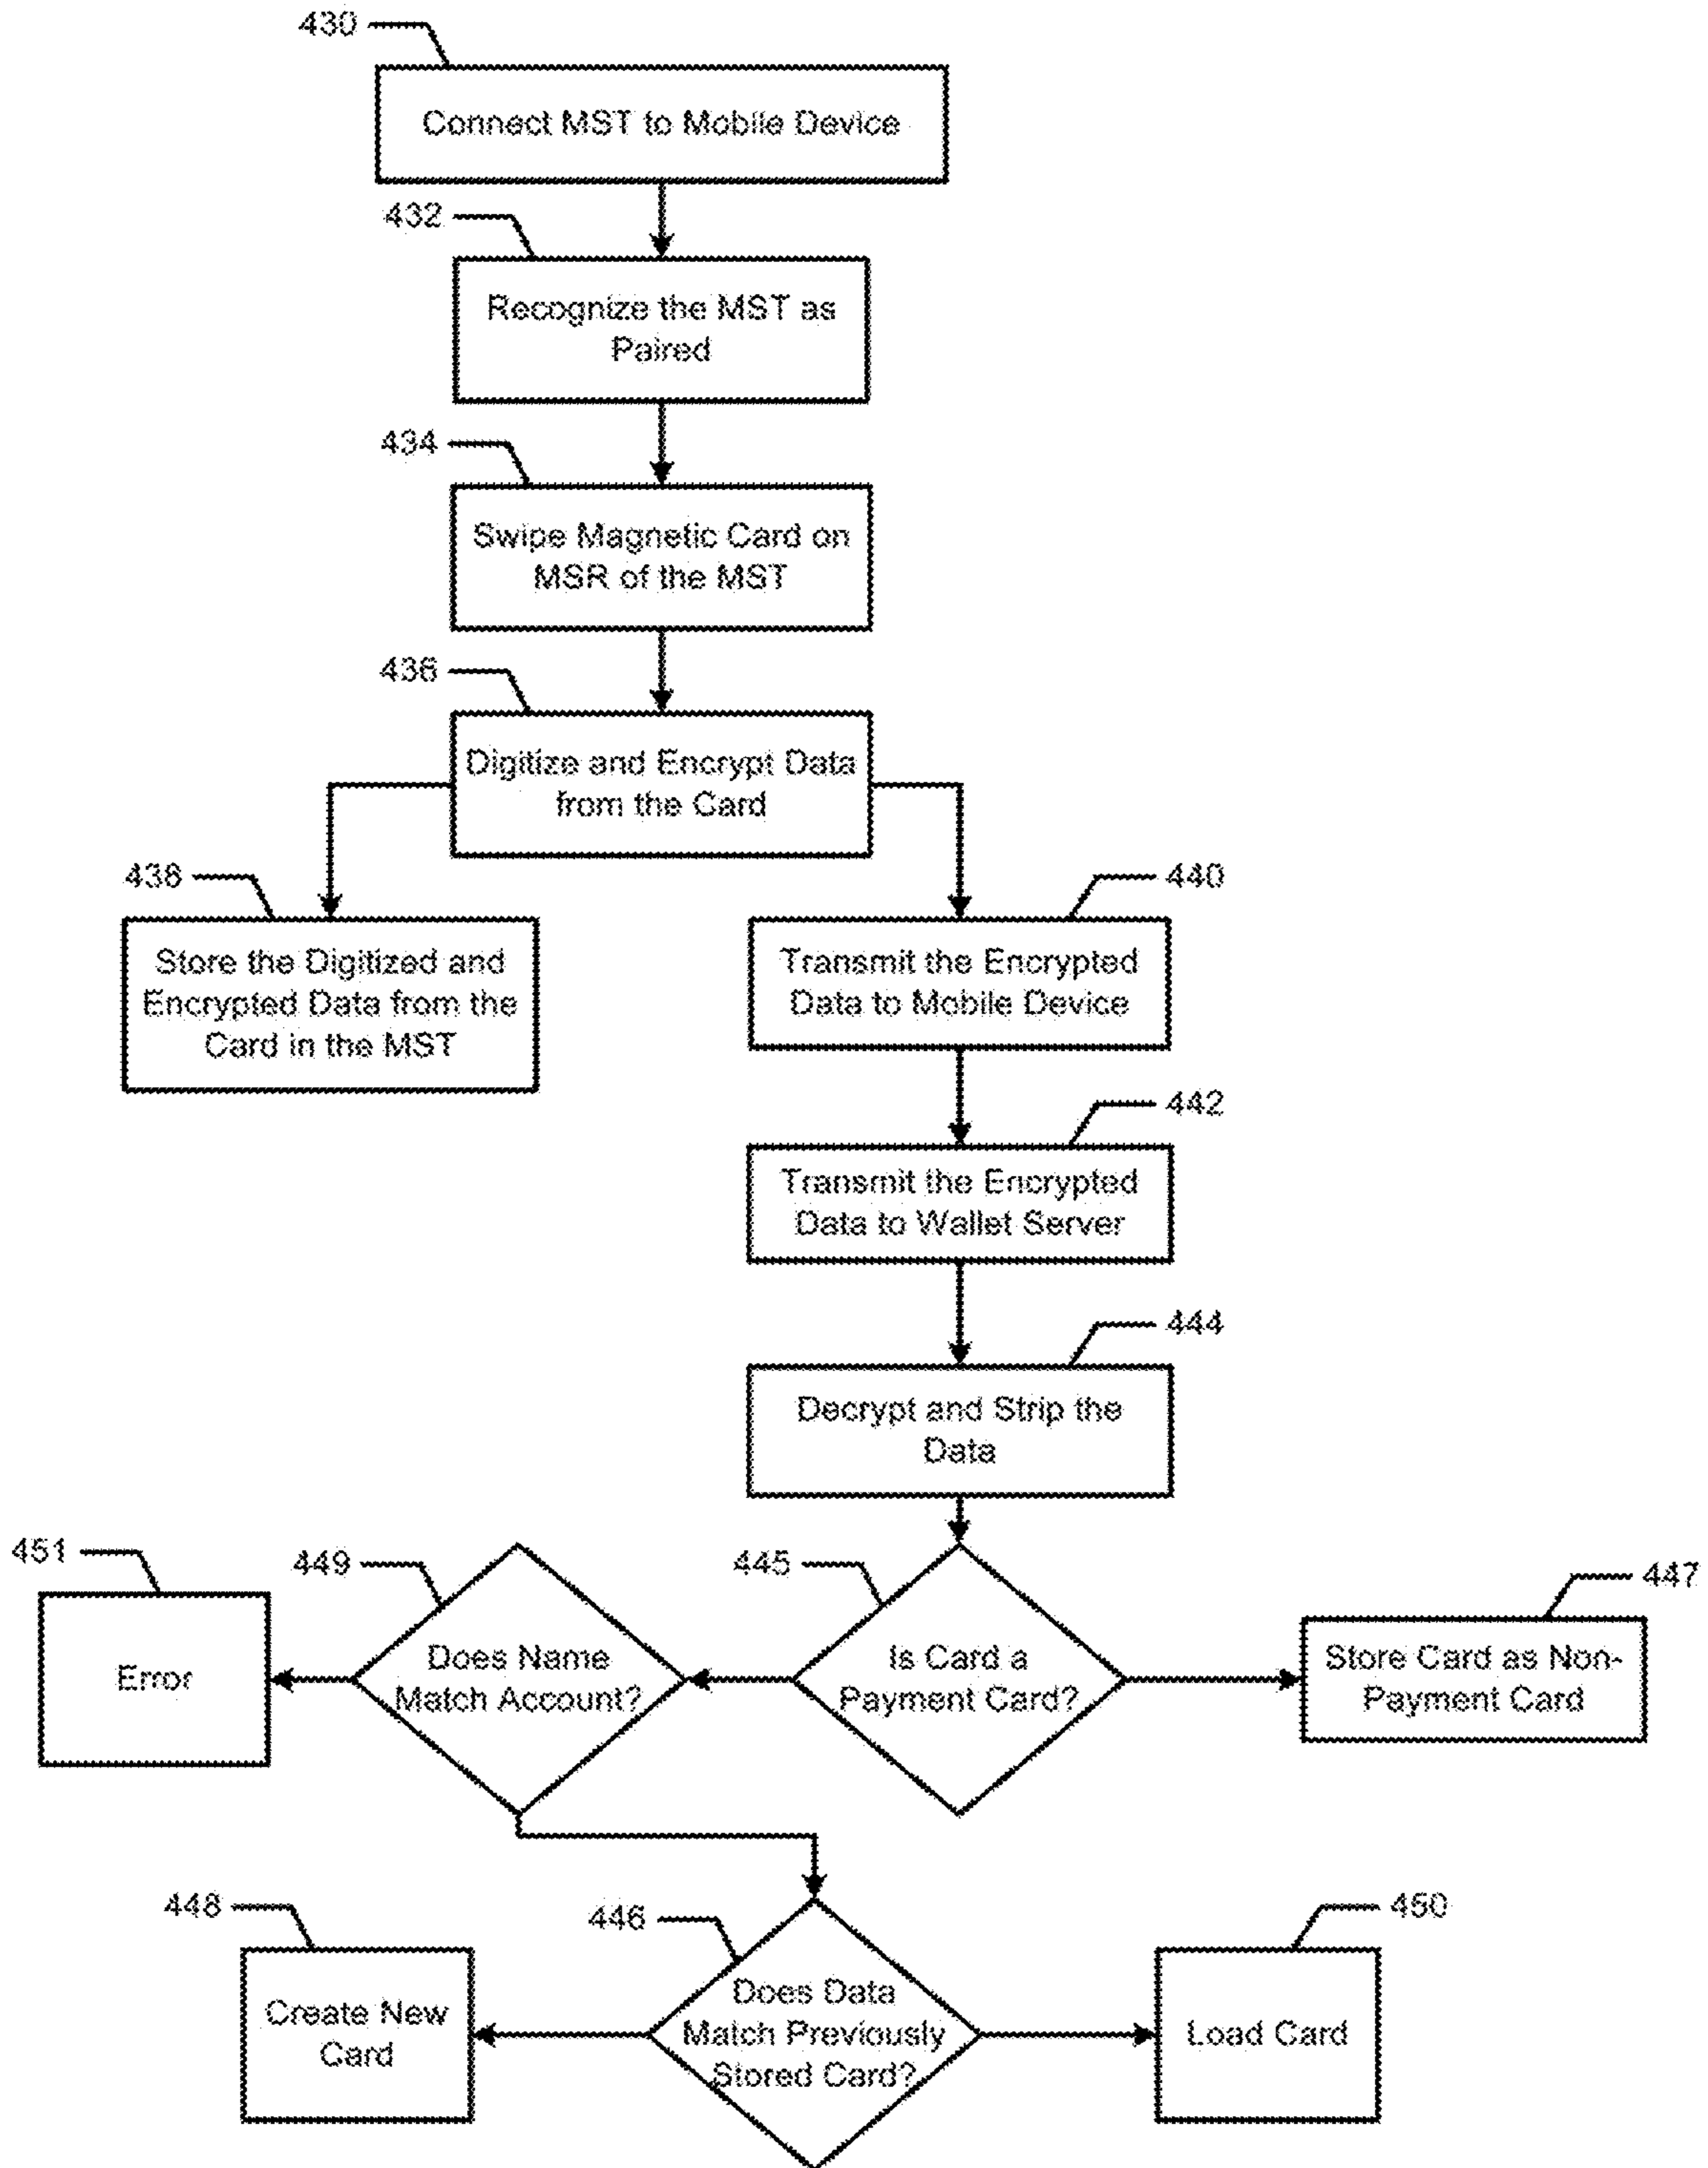 430
Connect MST to Mobile Device
432
Recognize the MST as
Paired
434
Swipe Magnetic Card on
MSR of the MST
436
Digitize and Encrypt Data
from the Card
438
Store the Digitized and
Encrypted Data from the
Card in the MST
440
Transmit the Encrypted
Data to Mobile Device
442
Transmit the Encrypted
Data to Wallet Server
444
Decrypt and Strip the
Data
451
Error
449
Does Name
Match Account?
445
Is Card a
Payment Card?
447
Store Card as Non-
Payment Card
448
Create New
Card
446
Does Data
Match Previously
Stored Card?
450
Load Card